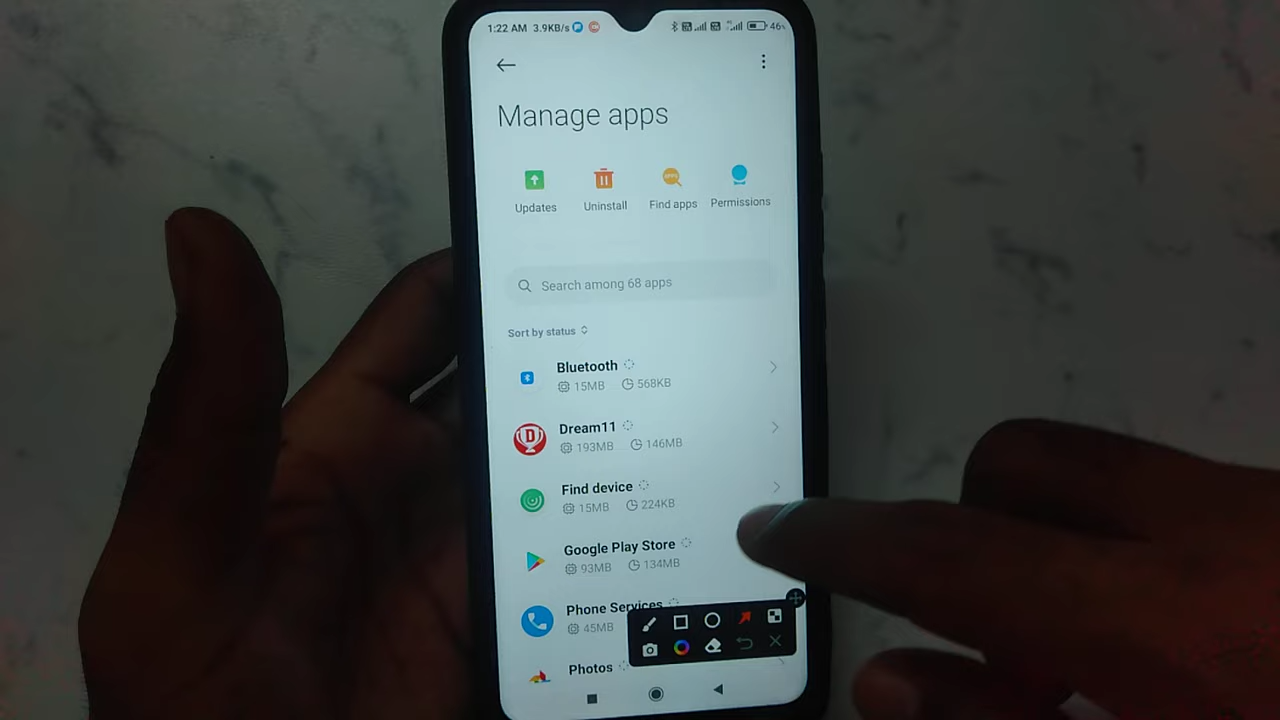 1:22 AM 3.9KB/s 46%
Manage apps
Updates Uninstall Find apps Permissions
Search among 68 apps
Sort by status
Bluetooth
15MB 568KB
Dream11
193MB 146MB
Find device
15MB 224KB
Google Play Store
93MB 134MB
Phone Services
45MB
Photos